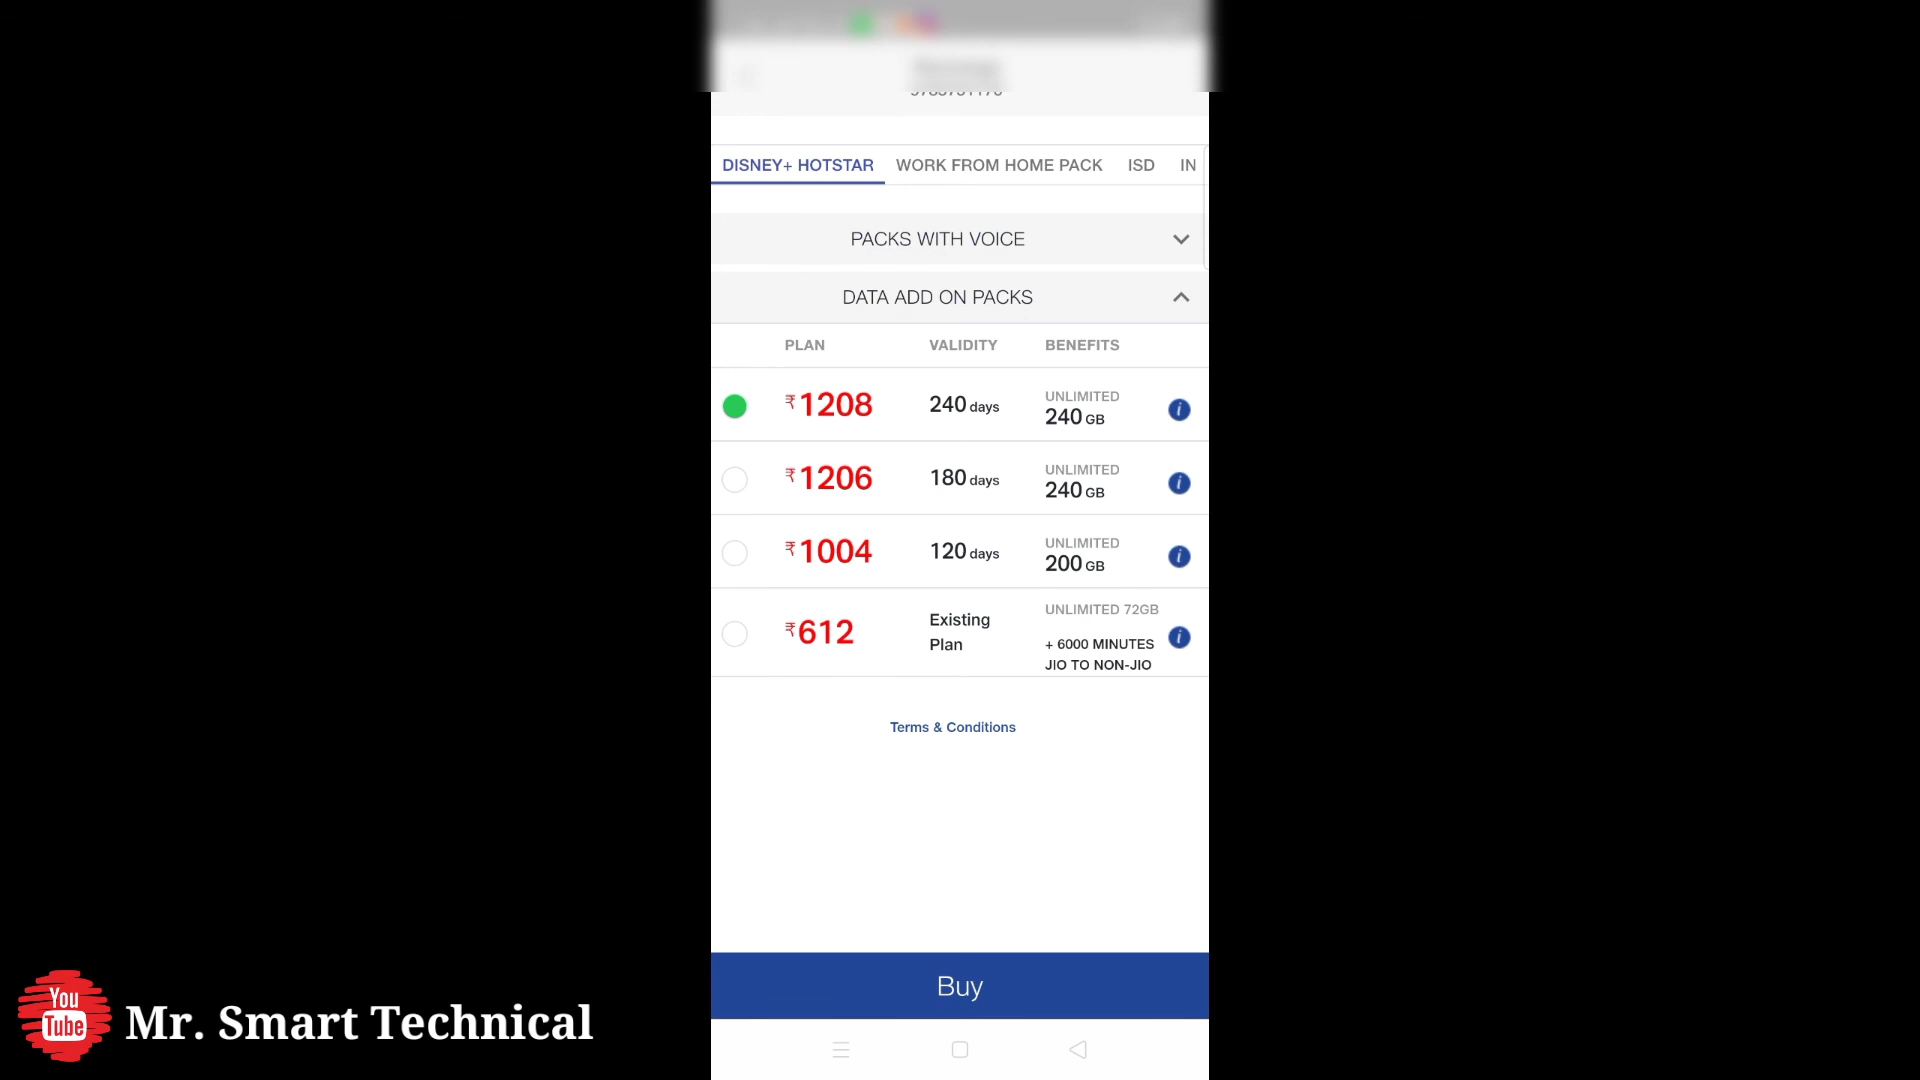 DISNEY+ HOTSTAR WORK FROM HOME PACK ISD IN
PACKS WITH VOICE
DATA ADD ON PACKS
PLAN VALIDITY BENEFITS
₹1208 240 days UNLIMITED 240 GB i
₹1206 180 days UNLIMITED 240 GB i
₹1004 120 days UNLIMITED 200 GB i
₹612 Existing Plan UNLIMITED 72GB + 6000 MINUTES JIO TO NON-JIO i
Terms & Conditions
Buy
You Tube Mr. Smart Technical